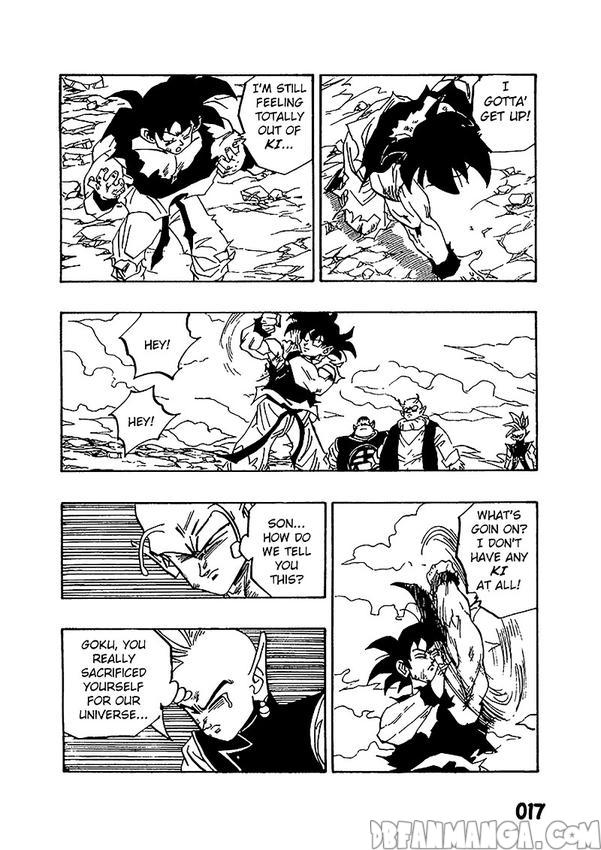 I'M STILL
FEELING
TOTALLY
OUT OF
KI...
I
GOTTA'
GET UP!
HEY!
HEY!
SON...
HOW DO
WE TELL
YOU
THIS?
WHAT'S
GOIN ON?
I DON'T
HAVE ANY
KI
AT ALL!
GOKU, YOU
REALLY
SACRIFICED
YOURSELF
FOR OUR
UNIVERSE...
017
DBFANMANGA.COM